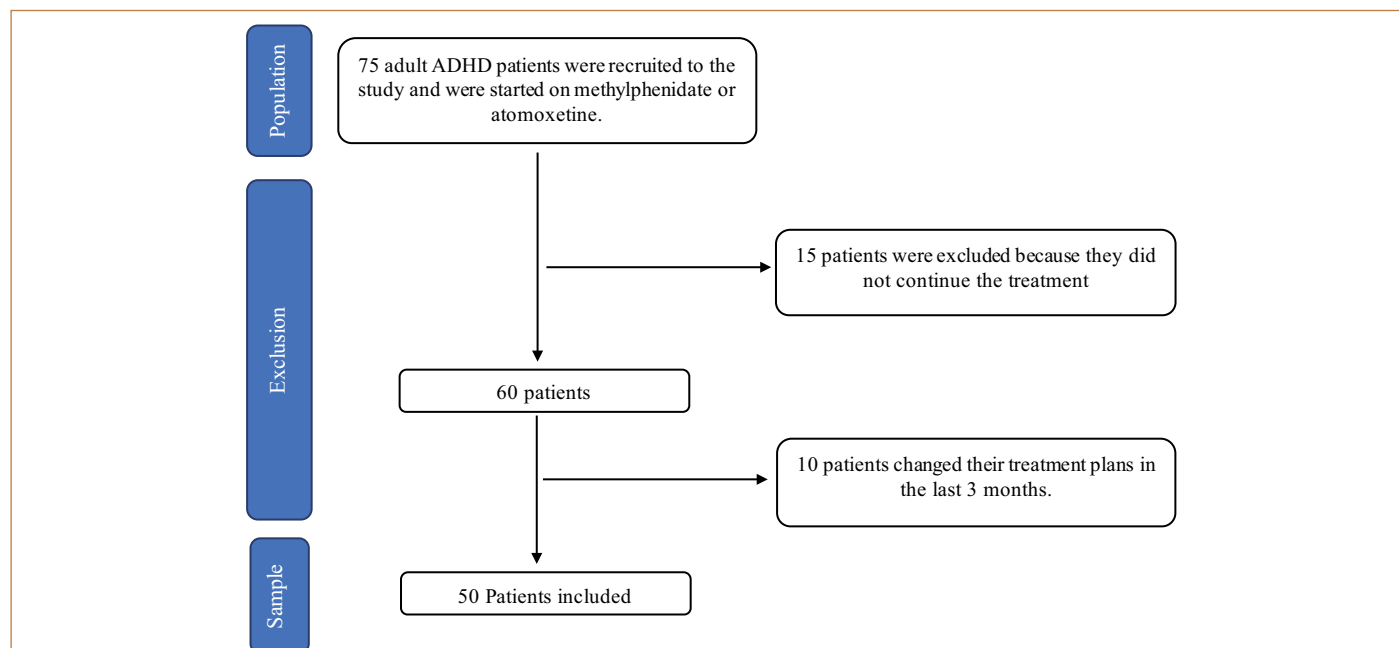 Population
75 adult ADHD patients were recruited to the
study and were started on methylphenidate or
atomoxetine.
Exclusion
15 patients were excluded because they did
not continue the treatment
60 patients
10 patients changed their treatment plans in
the last 3 months.
Sample
50 Patients included